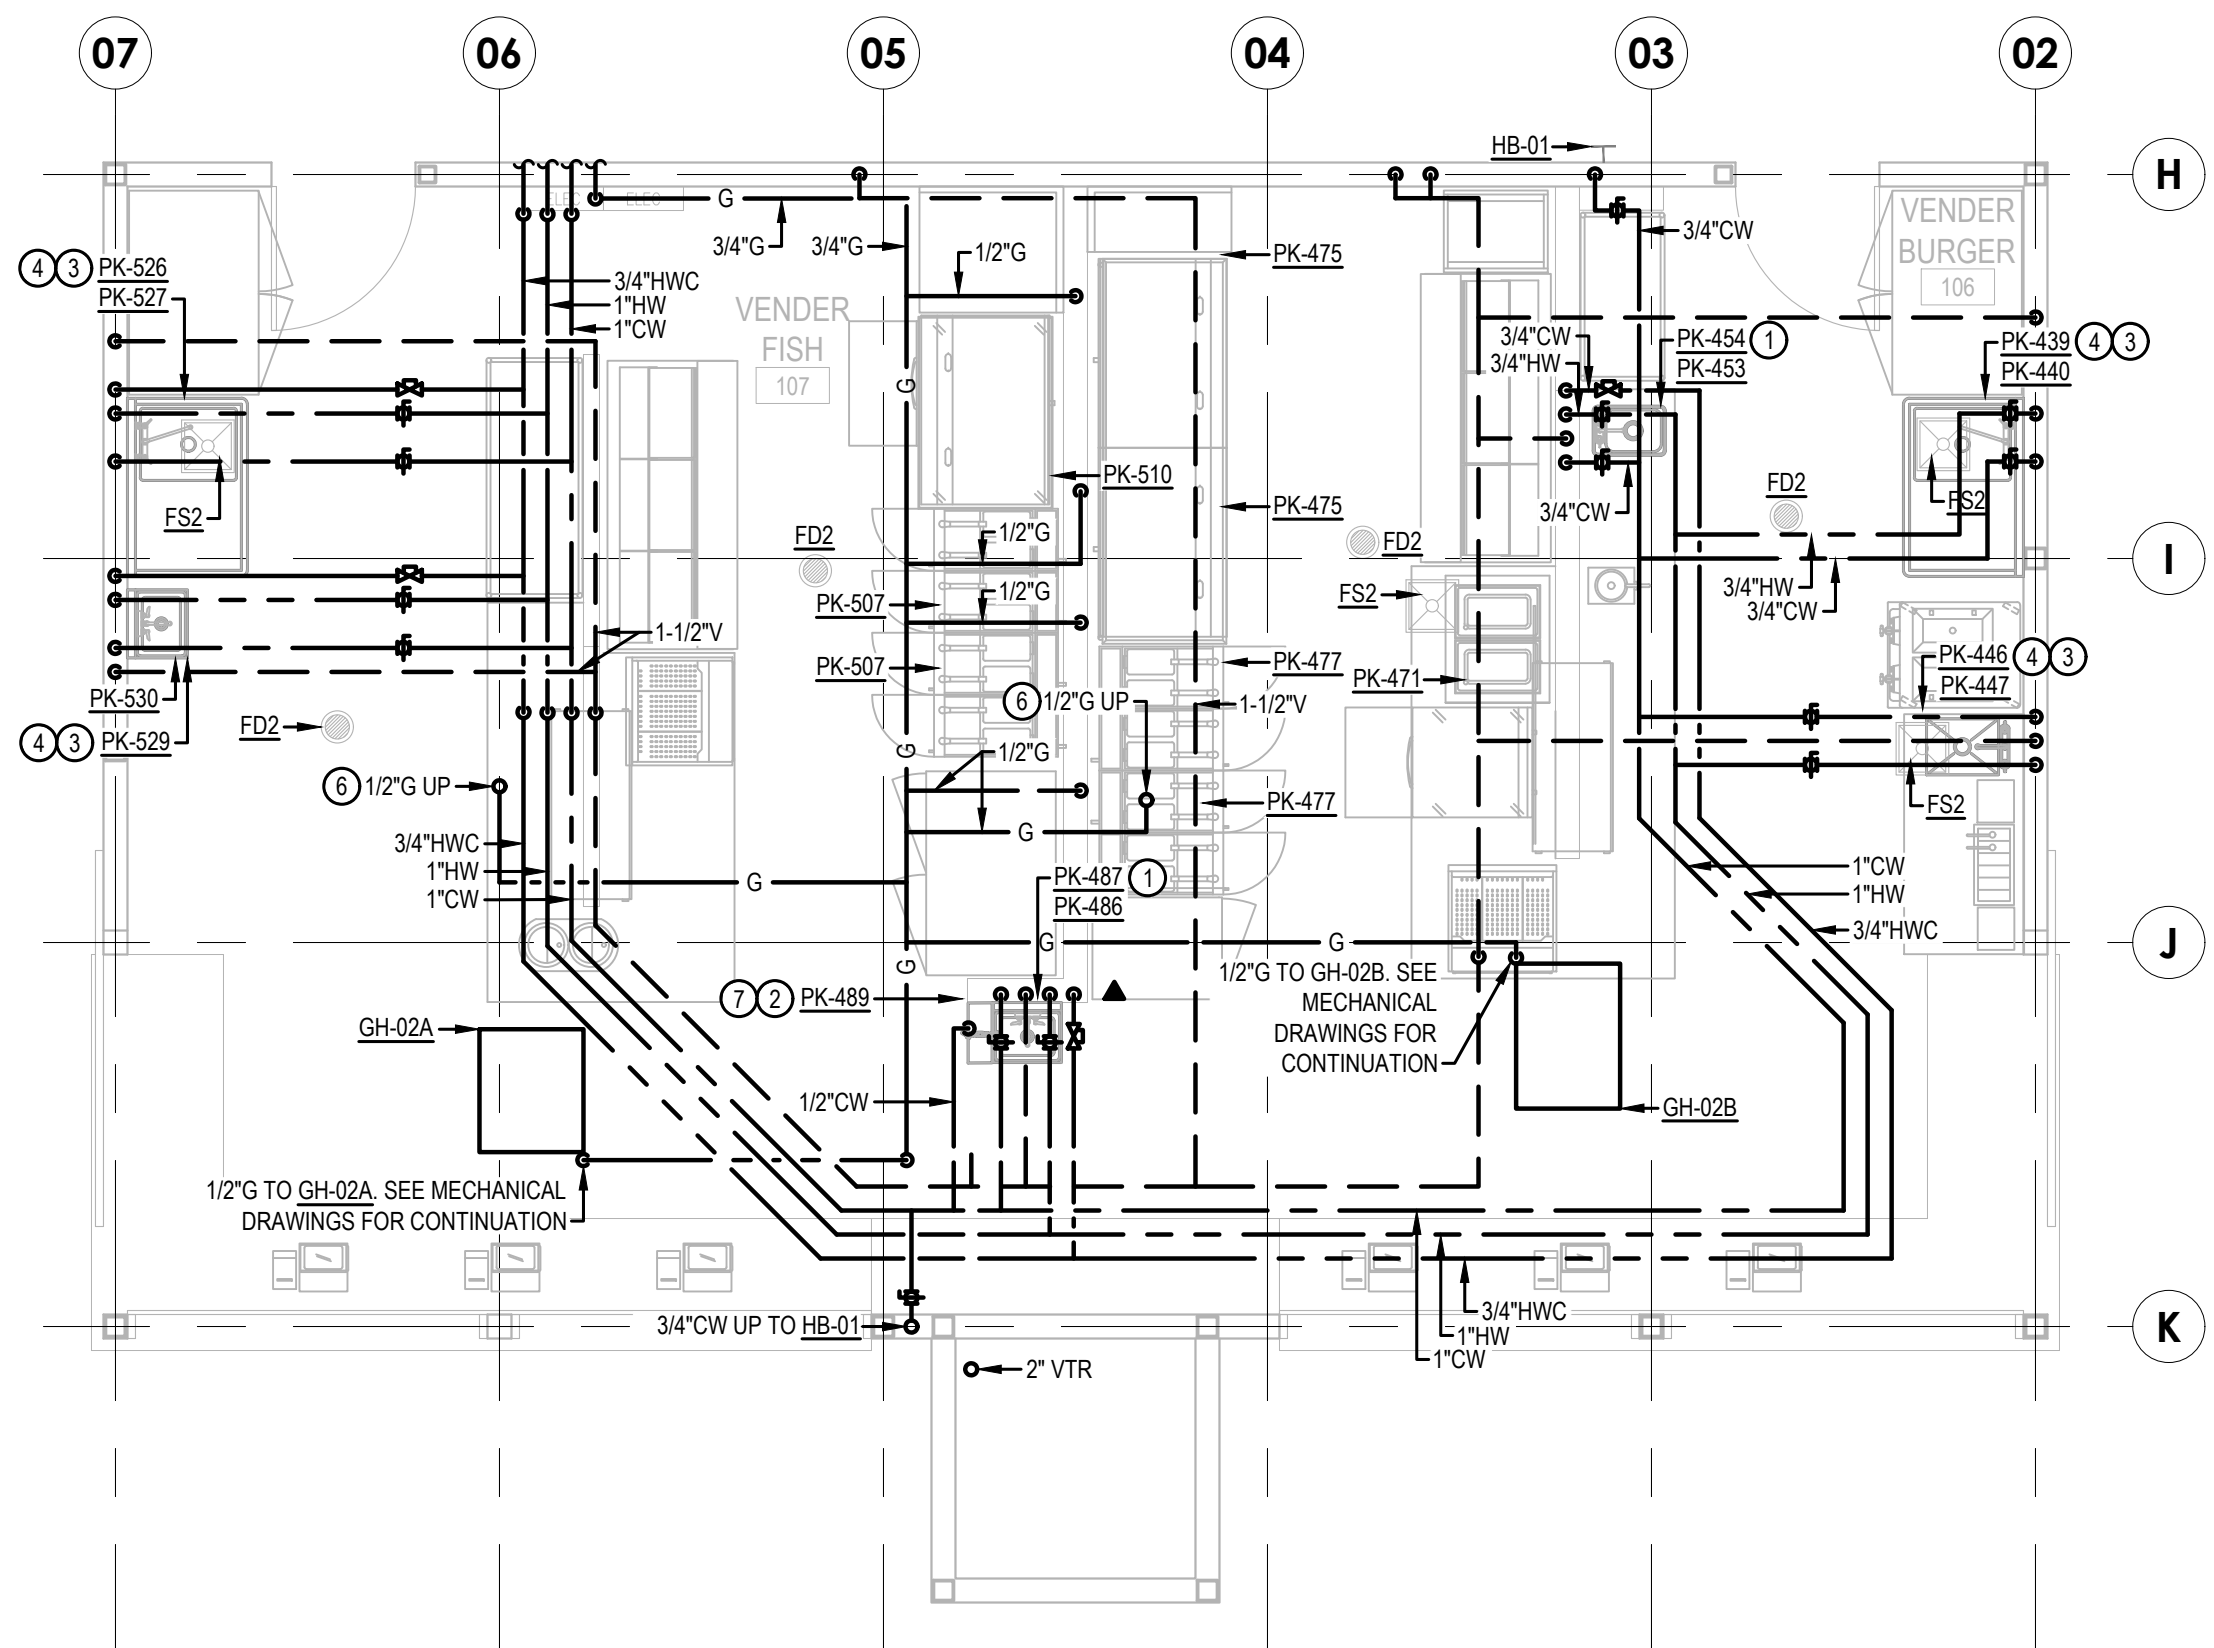 07
06
05
04
03
02
HB-01
H
ELEC
ELEC
G
3/4"G
3/4"G
1/2"G
PK-475
3/4"CW
VENDER
BURGER
106
4
3
PK-526
PK-527
3/4"HWC
1"HW
1"CW
VENDER
FISH
107
G
3/4"CW
3/4"HW
PK-454
1
PK-453
PK-439
4
3
PK-440
PK-510
PK-475
FS2
FD2
1/2"G
FD2
3/4"CW
FD2
FS2
I
1/2"G
PK-507
FS2
3/4"HW
3/4"CW
1-1/2"V
PK-507
PK-477
PK-471
PK-446
4
3
PK-447
PK-530
6
1/2"G UP
1-1/2"V
4
3
PK-529
FD2
G
1/2"G
6
1/2"G UP
PK-477
FS2
G
3/4"HWC
1"HW
1"CW
G
PK-487
1
PK-486
1"CW
1"HW
3/4"HWC
J
G
G
G
7
2
PK-489
1/2"G TO GH-02B. SEE
MECHANICAL
DRAWINGS FOR
CONTINUATION
GH-02A
1/2"CW
GH-02B
1/2"G TO GH-02A. SEE MECHANICAL
DRAWINGS FOR CONTINUATION
3/4"CW UP TO HB-01
3/4"HWC
1"HW
1"CW
K
2" VTR